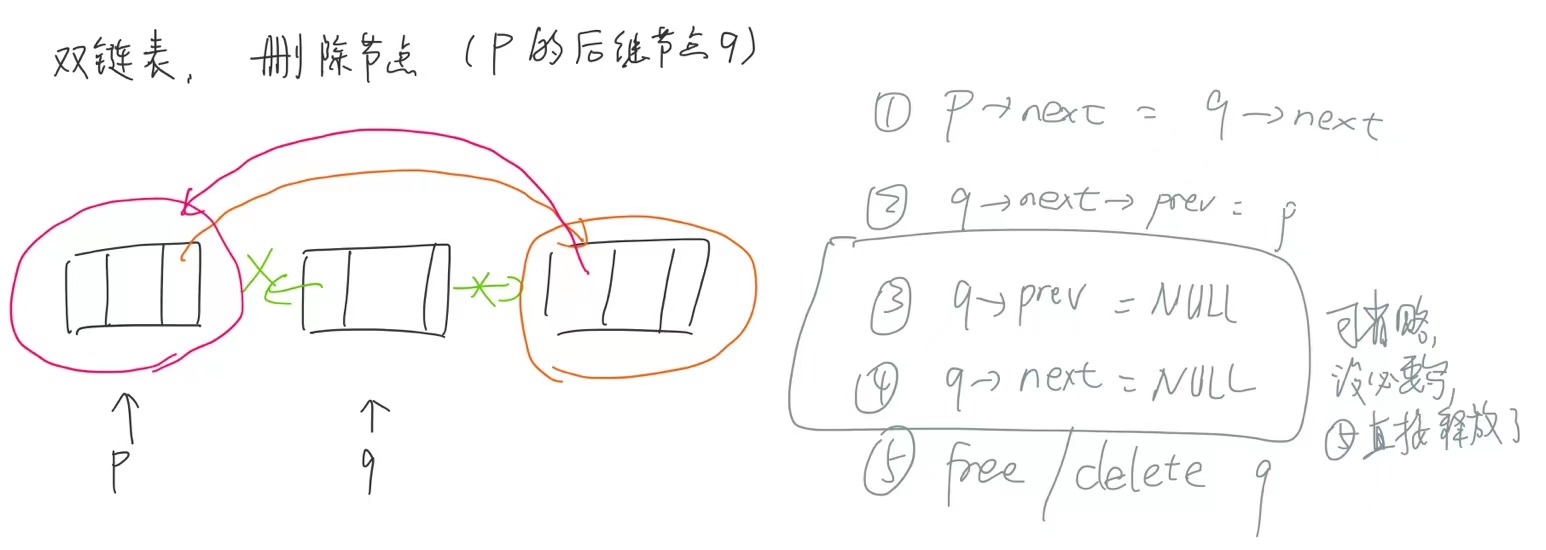 双链表, 删除节点 (p的后继节点q)
① p→next = q→next
② q→next→prev = p
③ q→prev = NULL
④ q→next = NULL
可省略,
没必要写,
⑤直接释放了
⑤ free/delete q
p
q